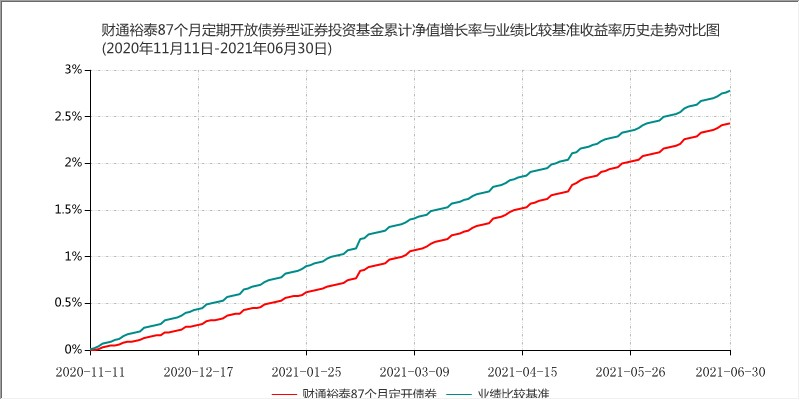 财通裕泰87个月定期开放债券型证券投资基金累计净值增长率与业绩比较基准收益率历史走势对比图
(2020年11月11日-2021年06月30日)
3%
2.5%
2%
1.5%
1%
0.5%
0%
2020-11-11 2020-12-17 2021-01-25 2021-03-09 2021-04-15 2021-05-26 2021-06-30
财通裕泰87个月定开债券 业绩比较基准